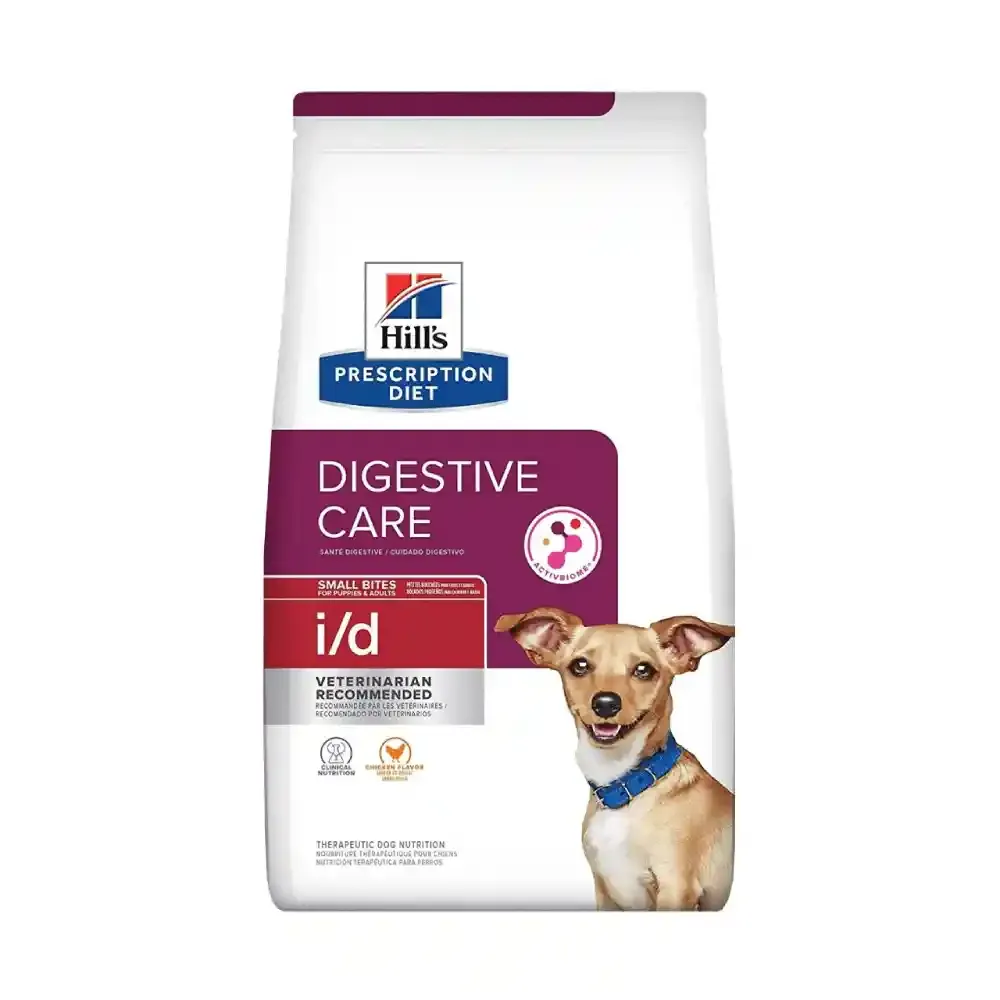 Hill's
PRESCRIPTION
DIET
DIGESTIVE
CARE
SANTÉ DIGESTIVE / CUIDADO DIGESTIVO
ACTIVBIOME+
SMALL BITES
FOR PUPPIES & ADULTS
i/d
VETERINARIAN
RECOMMENDED
RECOMMANDÉE PAR LES VÉTÉRINAIRES /
RECOMENDADO POR VETERINARIOS
CLINICAL
NUTRITION
CHICKEN FLAVOR
THERAPEUTIC DOG NUTRITION
NOURRITURE THÉRAPEUTIQUE POUR CHIENS
NUTRICIÓN TERAPÉUTICA PARA PERROS